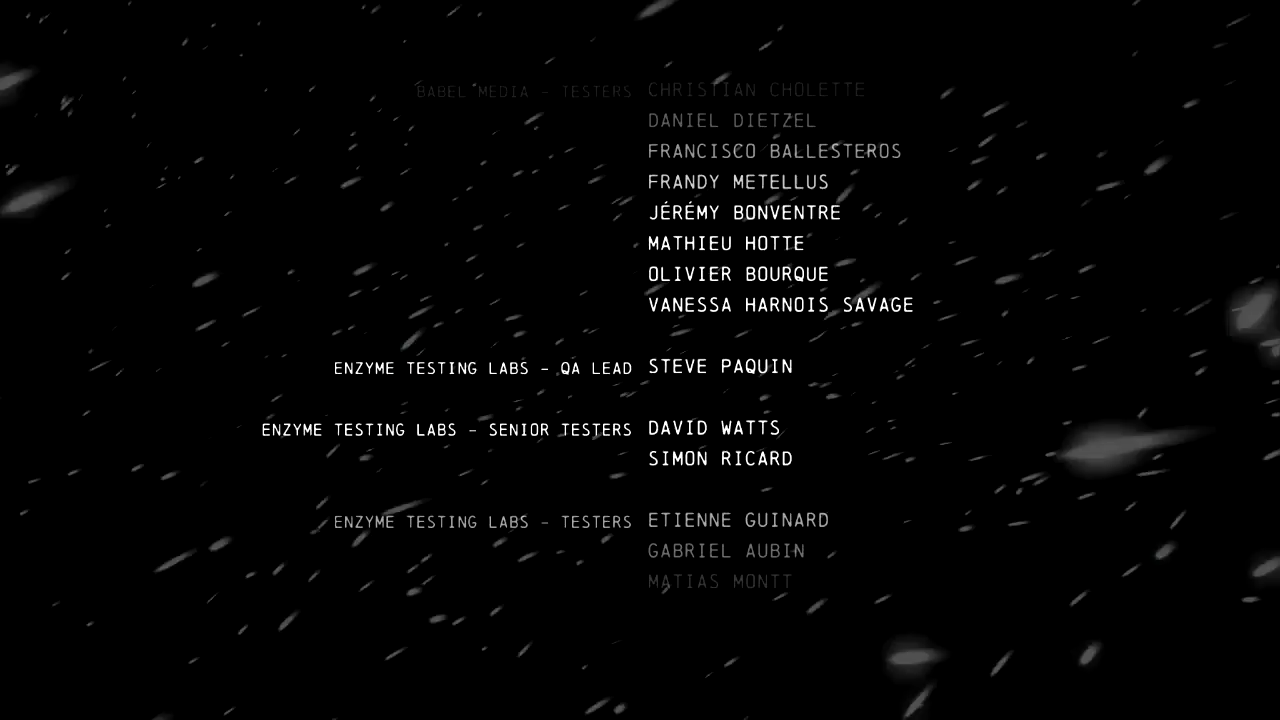 BABEL MEDIA - TESTERS CHRISTIAN CHOLETTE
DANIEL DIETZEL
FRANCISCO BALLESTEROS
FRANDY METELLUS
JÉRÉMY BONVENTRE
MATHIEU HOTTE
OLIVIER BOURQUE
VANESSA HARNOIS SAVAGE
ENZYME TESTING LABS - QA LEAD STEVE PAQUIN
ENZYME TESTING LABS - SENIOR TESTERS DAVID WATTS
SIMON RICARD
ENZYME TESTING LABS - TESTERS ETIENNE GUINARD
GABRIEL AUBIN
MATIAS MONTT